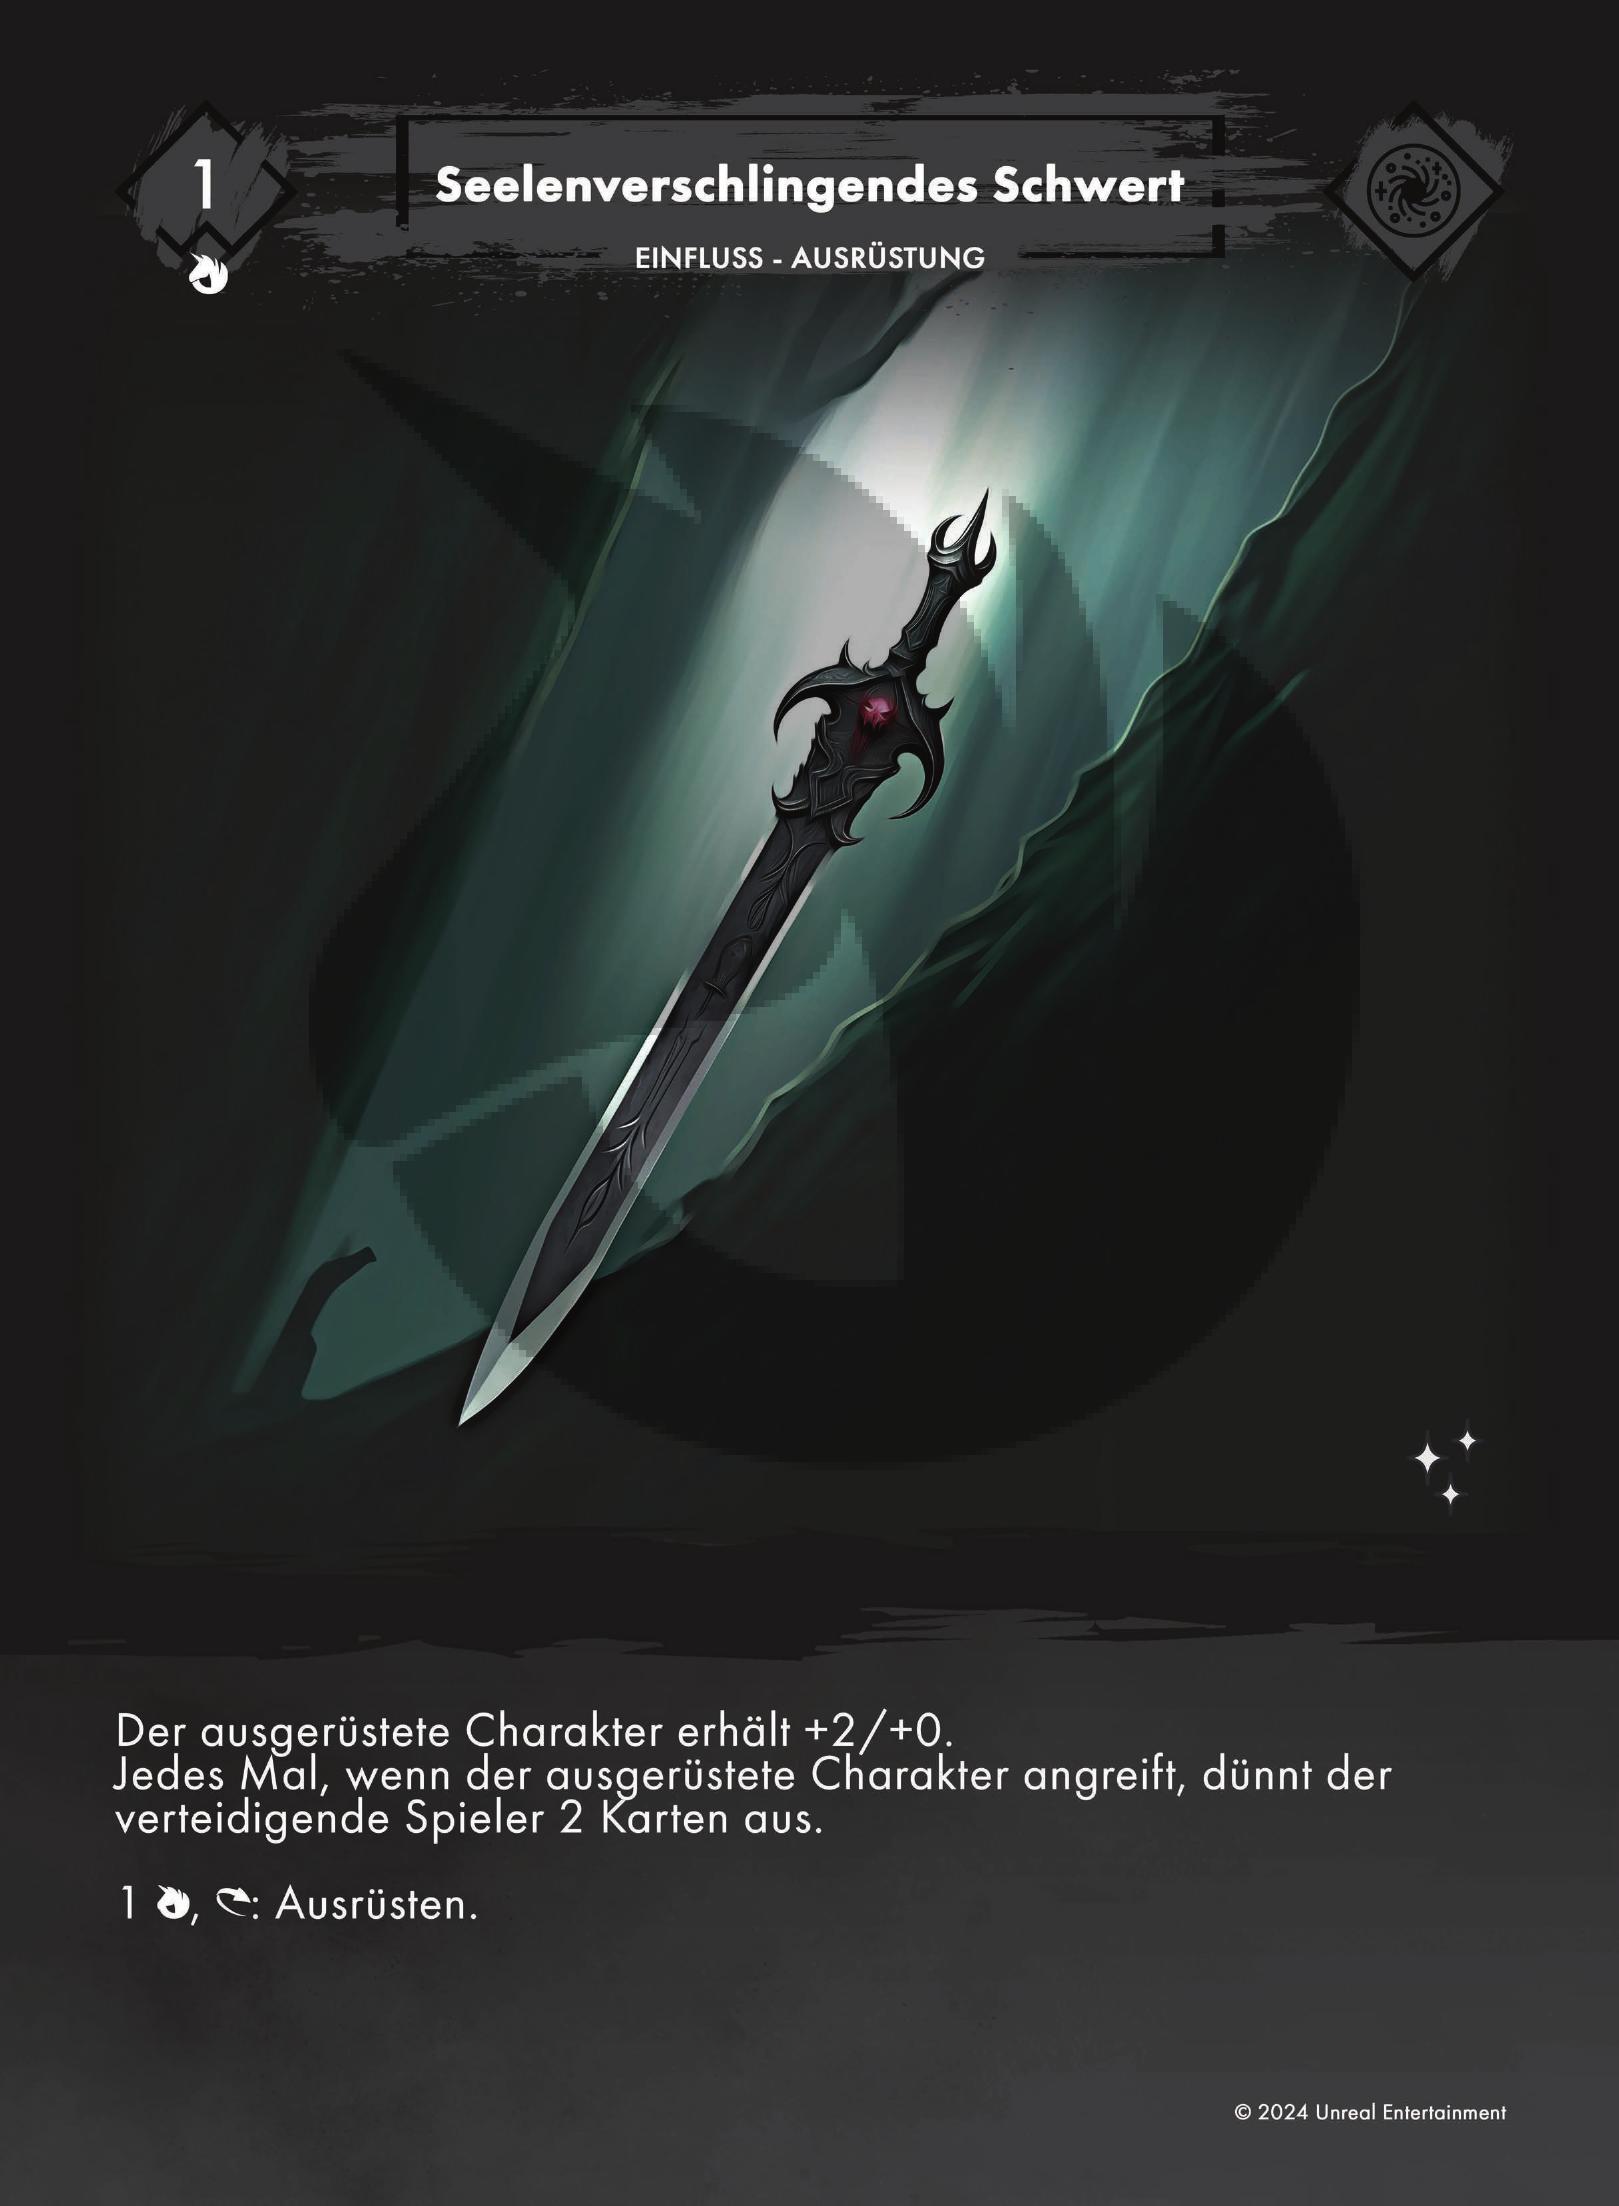 1
Seelenverschlingendes Schwert
EINFLUSS - AUSRÜSTUNG
Der ausgerüstete Charakter erhält +2/+0.
Jedes Mal, wenn der ausgerüstete Charakter angreift, dünnt der
verteidigende Spieler 2 Karten aus.
1 , : Ausrüsten.
© 2024 Unreal Entertainment